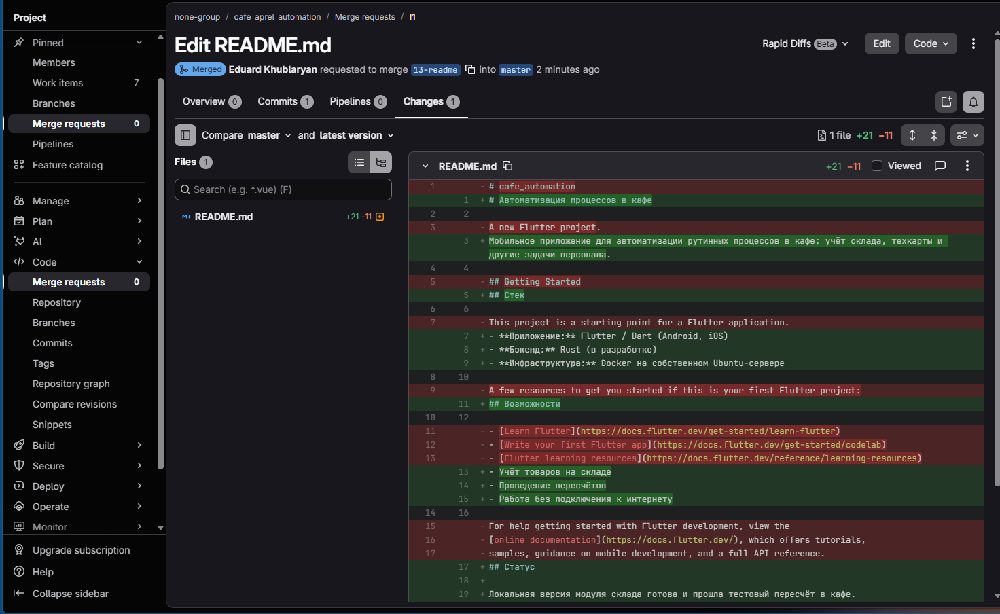 Project
Pinned
Members
Work items 7
Branches
Merge requests 0
Pipelines
Feature catalog
Manage
Plan
AI
Code
Merge requests 0
Repository
Branches
Commits
Tags
Repository graph
Compare revisions
Snippets
Build
Secure
Deploy
Operate
Monitor
Upgrade subscription
Help
Collapse sidebar
none-group / cafe_aprel_automation / Merge requests / !1
Edit README.md
Rapid Diffs Beta
Edit
Code
Merged Eduard Khublaryan requested to merge 13-readme into master 2 minutes ago
Overview 0 Commits 1 Pipelines 0 Changes 1
Compare master and latest version
1 file +21 −11
Files 1
Search (e.g. *.vue) (F)
README.md +21 -11
README.md +21 −11 Viewed
1 - # cafe_automation
1 + # Автоматизация процессов в кафе
2 2
3 - A new Flutter project.
3 + Мобильное приложение для автоматизации рутинных процессов в кафе: учёт склада, техкарты и
другие задачи персонала.
4 4
5 - ## Getting Started
5 + ## Стек
6 6
7 - This project is a starting point for a Flutter application.
7 + - **Приложение:** Flutter / Dart (Android, iOS)
8 + - **Бэкенд:** Rust (в разработке)
9 + - **Инфраструктура:** Docker на собственном Ubuntu-сервере
8 10
9 - A few resources to get you started if this is your first Flutter project:
11 + ## Возможности
10 12
11 - - [Learn Flutter](https://docs.flutter.dev/get-started/learn-flutter)
12 - - [Write your first Flutter app](https://docs.flutter.dev/get-started/codelab)
13 - - [Flutter learning resources](https://docs.flutter.dev/reference/learning-resources)
13 + - Учёт товаров на складе
14 + - Проведение пересчётов
15 + - Работа без подключения к интернету
14 16
15 - For help getting started with Flutter development, view the
16 - [online documentation](https://docs.flutter.dev/), which offers tutorials,
17 - samples, guidance on mobile development, and a full API reference.
17 + ## Статус
18 +
19 + Локальная версия модуля склада готова и прошла тестовый пересчёт в кафе.